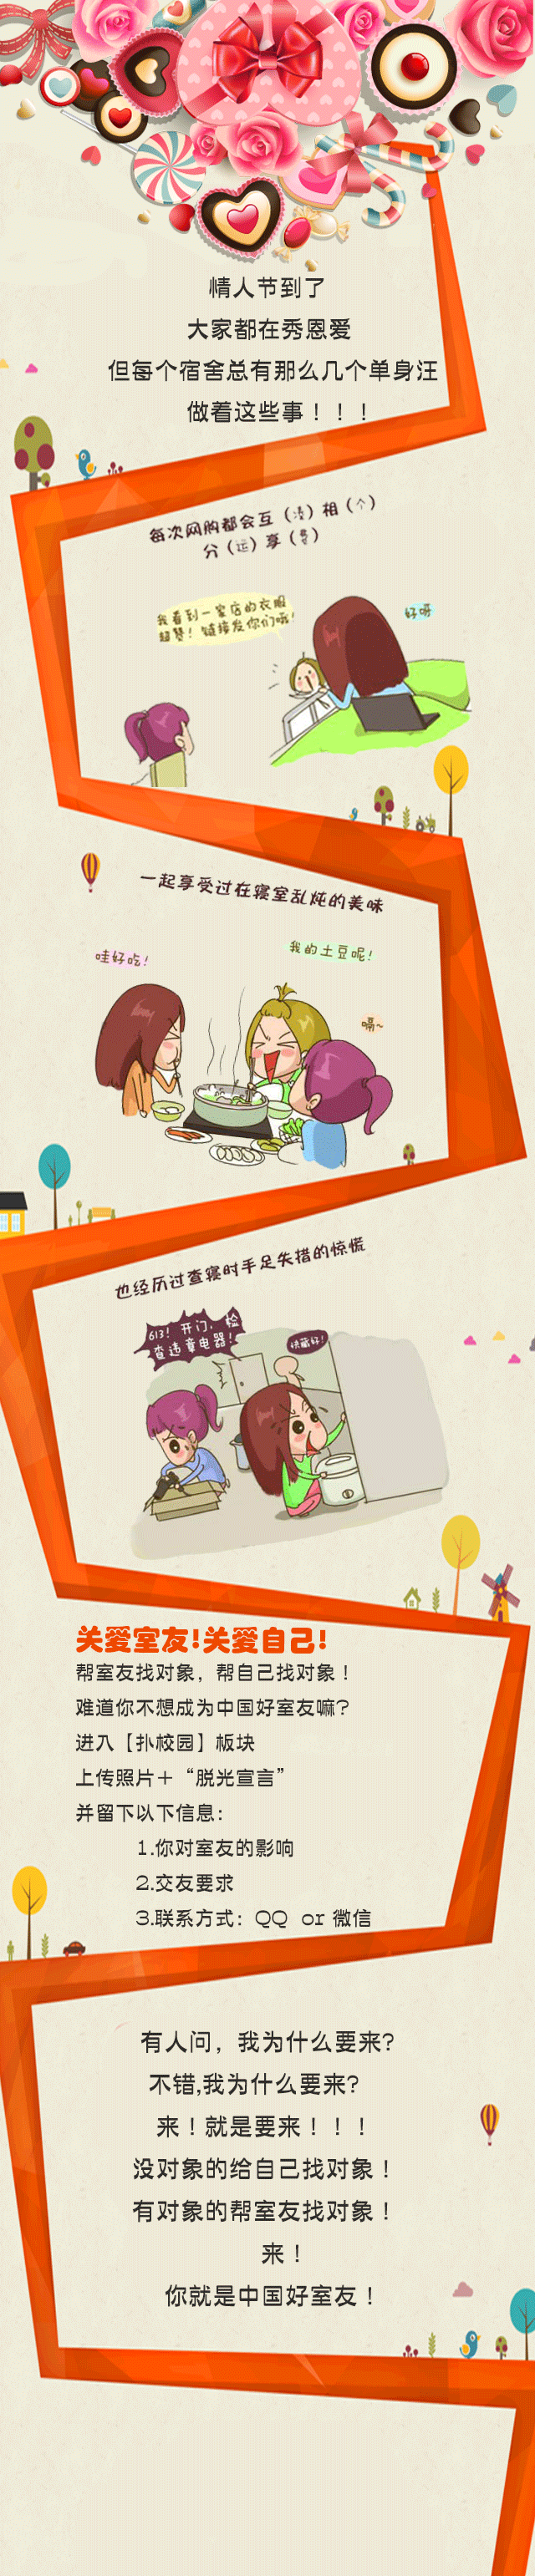 情人节到了
大家都在秀恩爱
但每个宿舍总有那么几个单身汪
做着这些事！！！
每次网购都会互（凑）相（个）
分（运）享（费）
我看到一家店的衣服
超赞！链接发你们哦！
好呀
一起享受过在寝室乱炖的美味
哇好吃！
我的土豆呢！
嗝~
也经历过查寝时手足失措的惊慌
613！开门，检
查违章电器！
快藏好！
关爱室友!关爱自己!
帮室友找对象，帮自己找对象！
难道你不想成为中国好室友嘛？
进入【扑校园】板块
上传照片＋“脱光宣言”
并留下以下信息：
1.你对室友的影响
2.交友要求
3.联系方式：QQ or 微信
有人问，我为什么要来?
不错,我为什么要来?
来！就是要来！！！
没对象的给自己找对象！
有对象的帮室友找对象！
来！
你就是中国好室友！